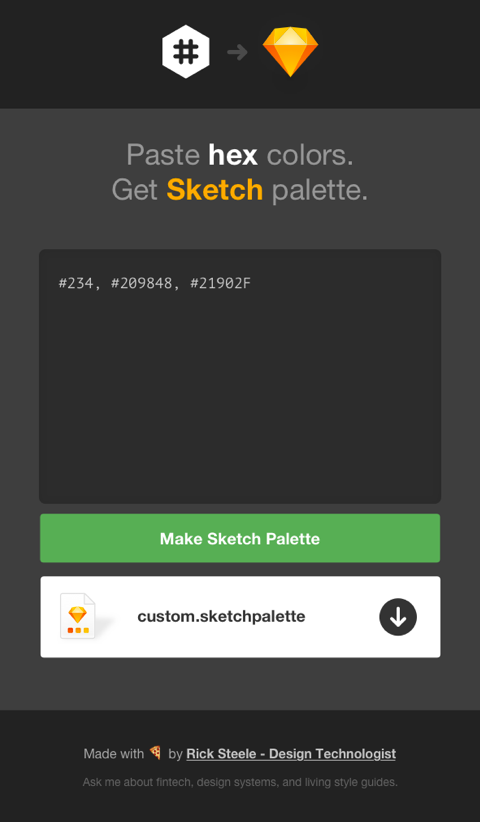 #
Paste hex colors.
Get Sketch palette.
#234, #209848, #21902F
Make Sketch Palette
custom.sketchpalette
Made with 🍕 by Rick Steele - Design Technologist
Ask me about fintech, design systems, and living style guides.